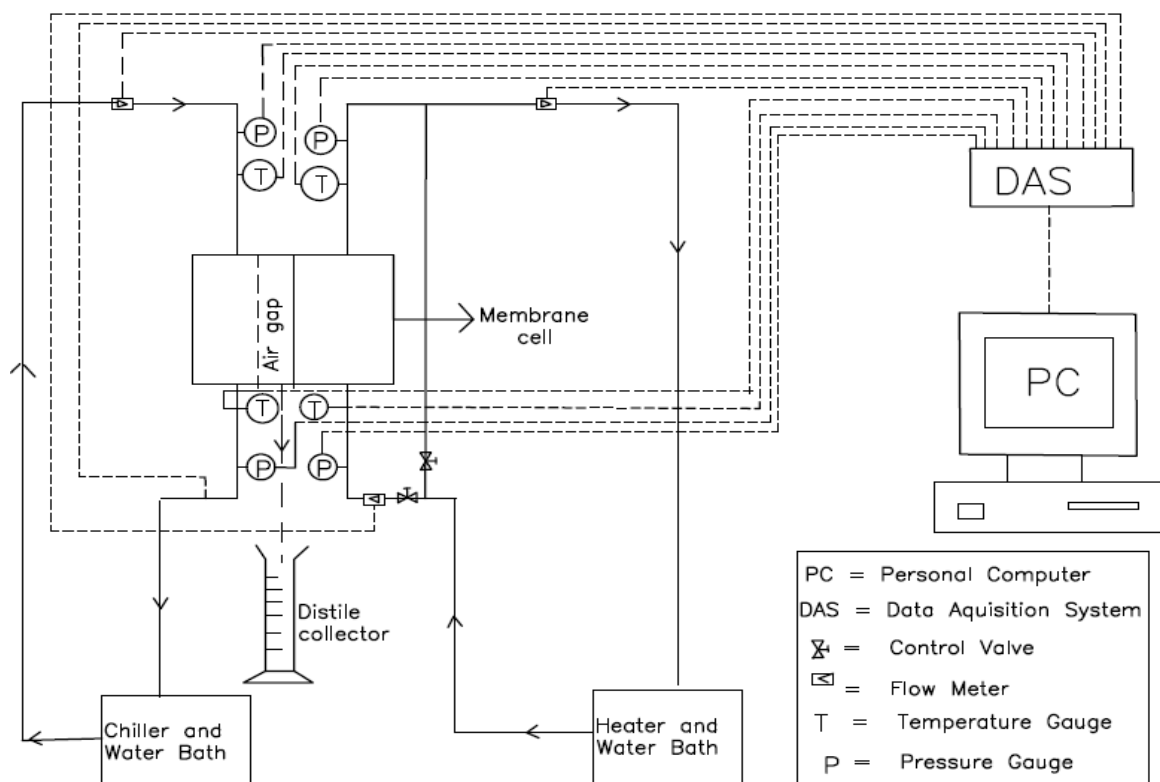 P
P
T
T
DAS
Air gap
Membrane
cell
PC
T
T
P
P
Distile
collector
Chiller and
Water Bath
Heater and
Water Bath
PC = Personal Computer
DAS = Data Aquisition System
= Control Valve
= Flow Meter
T = Temperature Gauge
P = Pressure Gauge